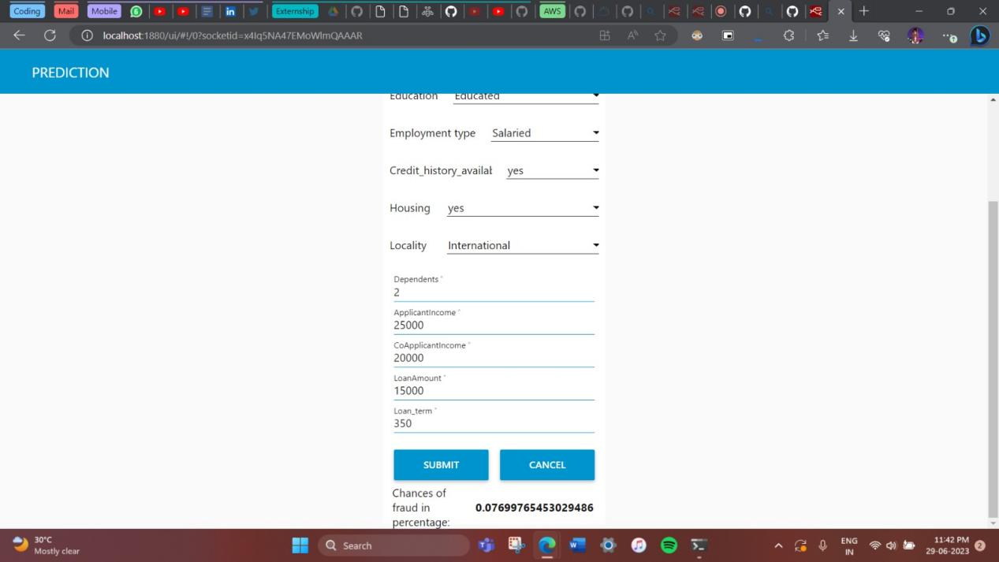 Coding Mail Mobile Externship AWS
localhost:1880/ui/#!/0?socketid=x4Iq5NA47EMoWlmQAAAR
PREDICTION
Education Educated
Employment type Salaried
Credit_history_availab yes
Housing yes
Locality International
Dependents *
2
ApplicantIncome *
25000
CoApplicantIncome *
20000
LoanAmount *
15000
Loan_term *
350
SUBMIT CANCEL
Chances of
fraud in 0.07699765453029486
percentage:
30°C
Mostly clear
Search
ENG
IN
11:42 PM
29-06-2023
2